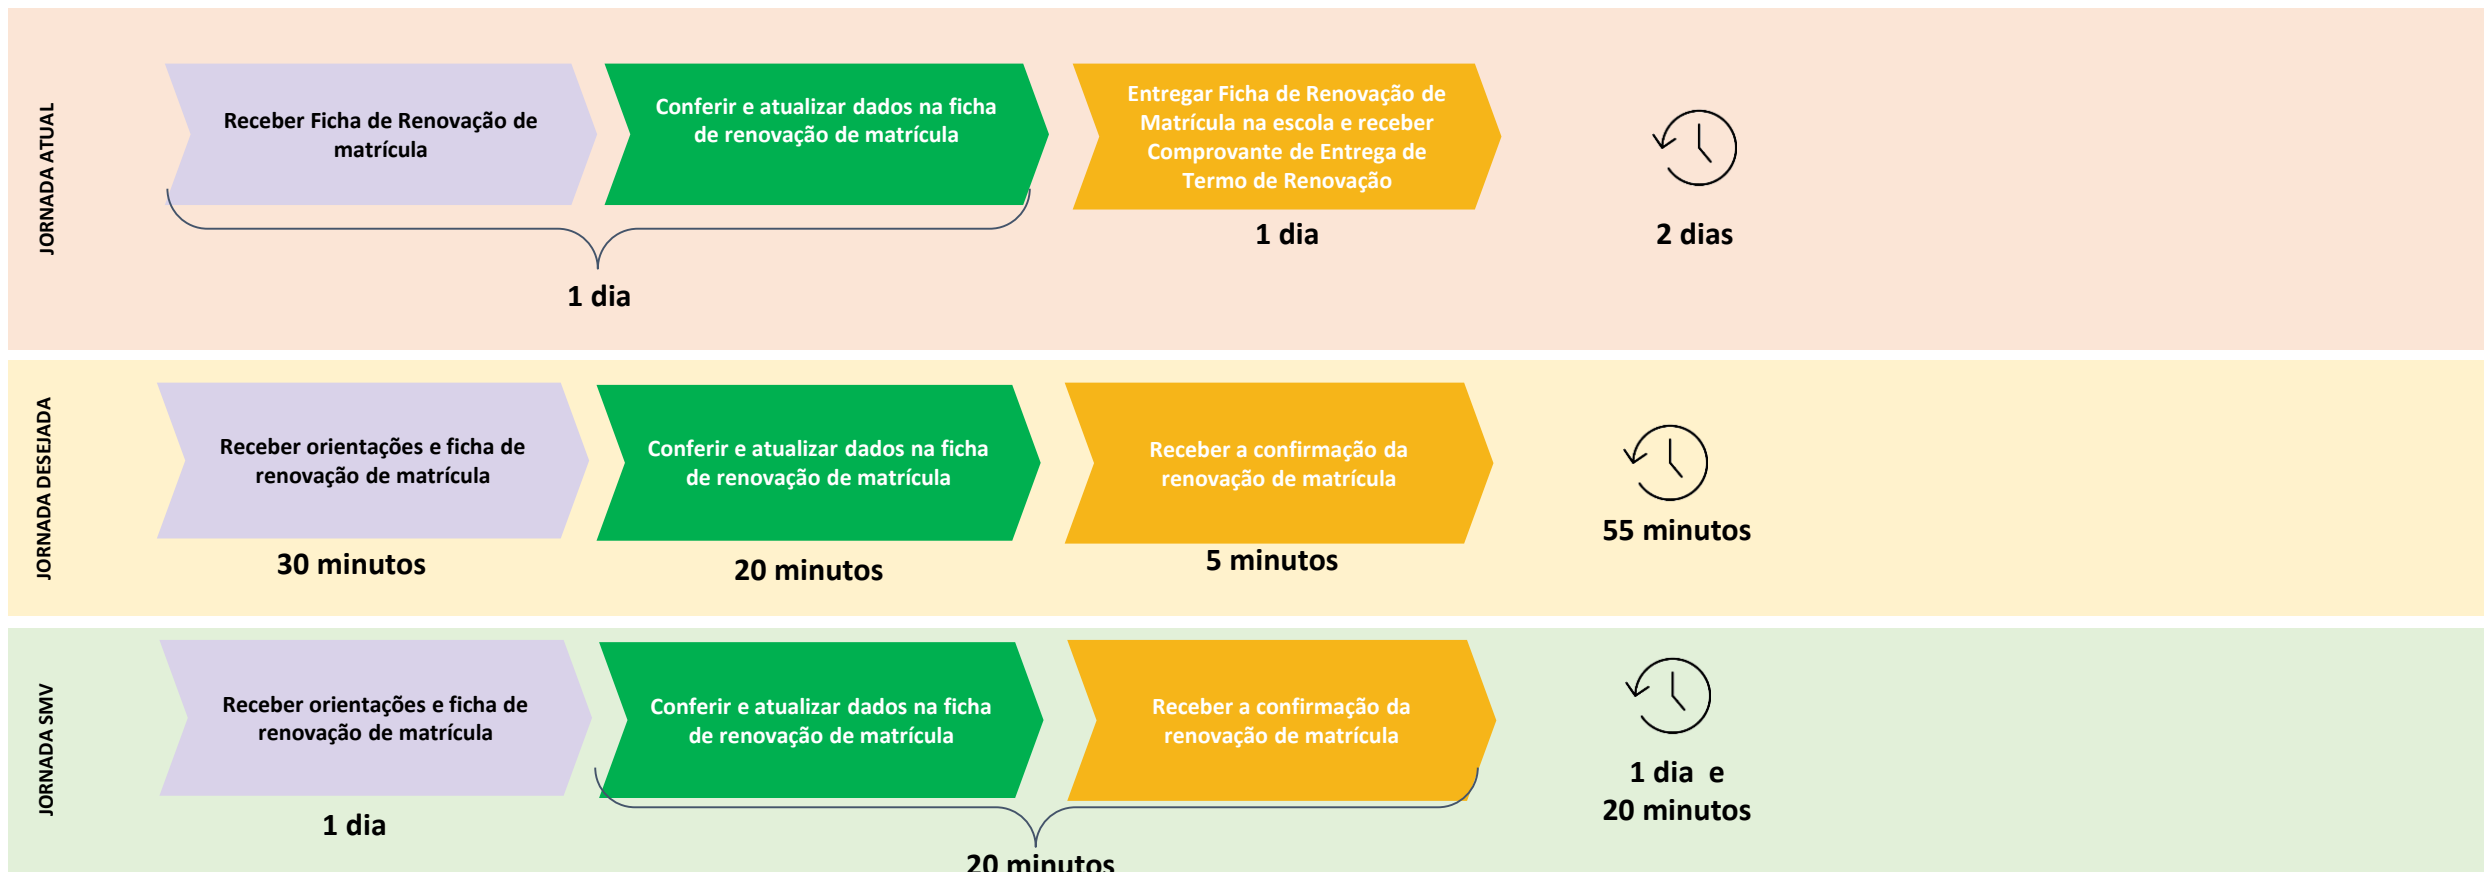 JORNADA ATUAL
Receber Ficha de Renovação de
matrícula
Conferir e atualizar dados na ficha
de renovação de matrícula
Entregar Ficha de Renovação de
Matrícula na escola e receber
Comprovante de Entrega de
Termo de Renovação
1 dia
1 dia
2 dias
JORNADA DESEJADA
Receber orientações e ficha de
renovação de matrícula
30 minutos
Conferir e atualizar dados na ficha
de renovação de matrícula
20 minutos
Receber a confirmação da
renovação de matrícula
5 minutos
55 minutos
JORNADA SMV
Receber orientações e ficha de
renovação de matrícula
1 dia
Conferir e atualizar dados na ficha
de renovação de matrícula
Receber a confirmação da
renovação de matrícula
20 minutos
1 dia e
20 minutos